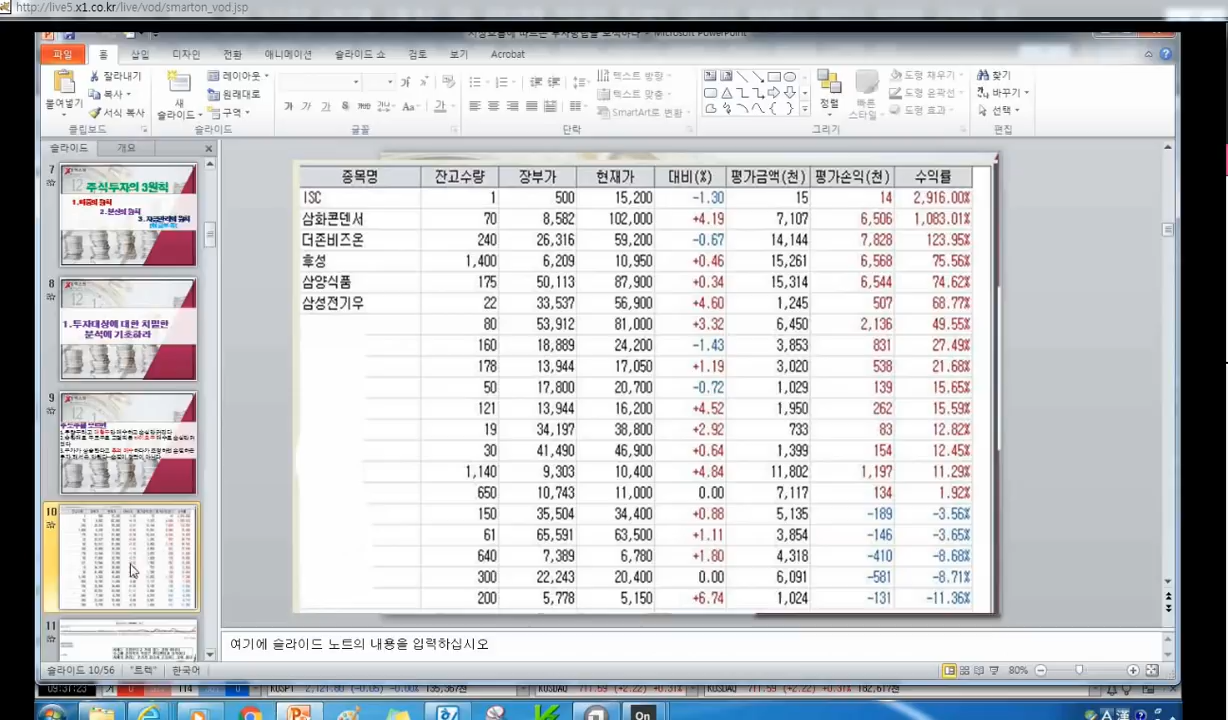 http://live5.x1.co.kr/live/vod/smarton_vod.jsp
Microsoft PowerPoint
파일 홈 삽입 디자인 전환 애니메이션 슬라이드 쇼 검토 보기 Acrobat
붙여넣기 잘라내기 복사 서식 복사 클립보드
새 슬라이드 레이아웃 원래대로 구역 슬라이드
가 가 가 글꼴
텍스트 방향 텍스트 맞춤 SmartArt로 변환 단락
정렬 빠른 스타일 도형 채우기 도형 윤곽선 도형 효과 그리기
찾기 바꾸기 선택 편집
슬라이드 개요
7
주식투자의 3원칙
8
1.투자대상에 대한 치밀한
분석에 기초하라
9
10
11
종목명 잔고수량 장부가 현재가 대비(%) 평가금액(천) 평가손익(천) 수익률
ISC 1 500 15,200 -1.30 15 14 2,916.00%
삼화콘덴서 70 8,582 102,000 +4.19 7,107 6,506 1,083.01%
더존비즈온 240 26,316 59,200 -0.67 14,144 7,828 123.95%
후성 1,400 6,209 10,950 +0.46 15,261 6,568 75.56%
삼양식품 175 50,113 87,900 +0.34 15,314 6,544 74.62%
삼성전기우 22 33,537 56,900 +4.60 1,245 507 68.77%
80 53,912 81,000 +3.32 6,450 2,136 49.55%
160 18,889 24,200 -1.43 3,853 831 27.49%
178 13,944 17,050 +1.19 3,020 538 21.68%
50 17,800 20,700 -0.72 1,029 139 15.65%
121 13,944 16,200 +4.52 1,950 262 15.59%
19 34,197 38,800 +2.92 733 83 12.82%
30 41,490 46,900 +0.64 1,399 154 12.45%
1,140 9,303 10,400 +4.84 11,802 1,197 11.29%
650 10,743 11,000 0.00 7,117 134 1.92%
150 35,504 34,400 +0.88 5,135 -189 -3.56%
61 65,591 63,500 +1.11 3,854 -146 -3.65%
640 7,389 6,780 +1.80 4,318 -410 -8.68%
300 22,243 20,400 0.00 6,091 -581 -8.71%
200 5,778 5,150 +6.74 1,024 -131 -11.36%
여기에 슬라이드 노트의 내용을 입력하십시오
슬라이드 10/56 "트렉" 한국어 80%
On